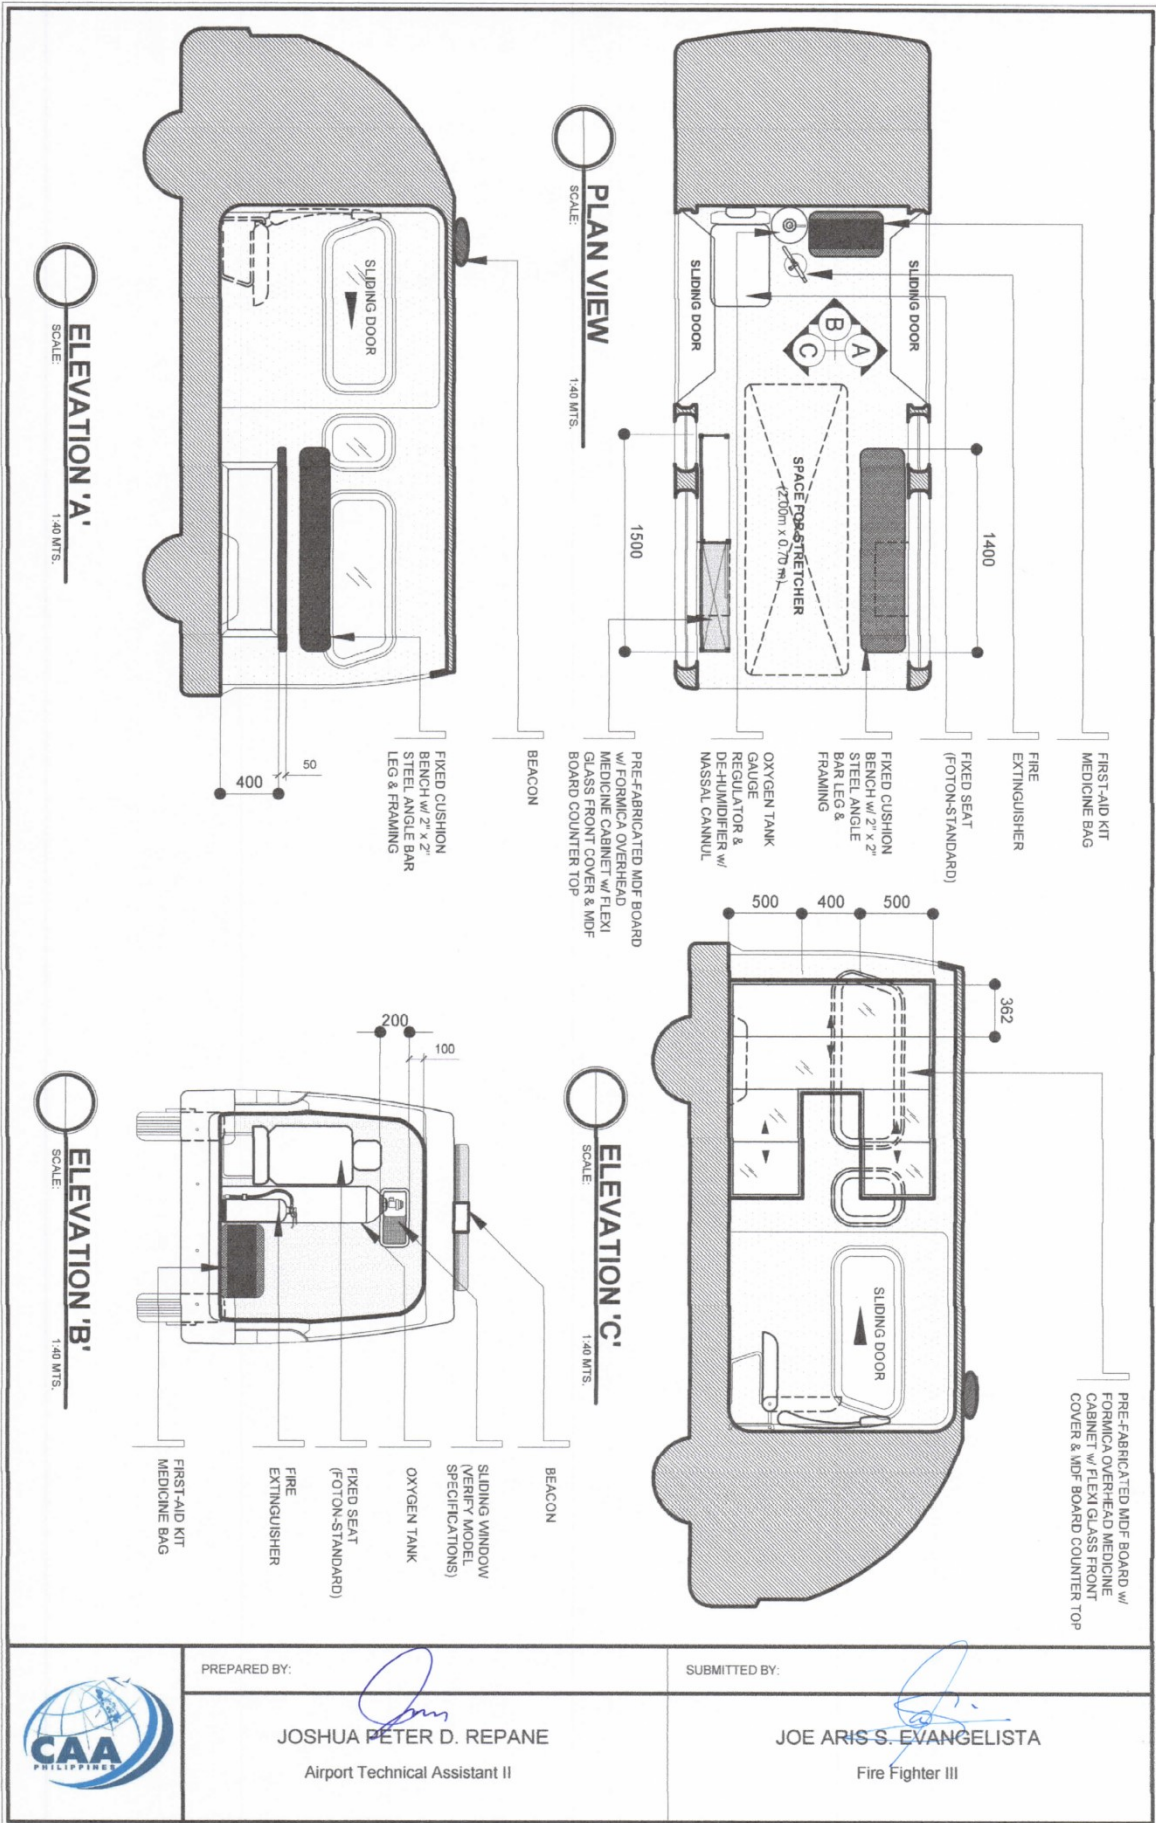 PLAN VIEW
SCALE:
1:40 MTS.
SLIDING DOOR
SLIDING DOOR
A
B
C
SPACE FOR STRETCHER
(2.00m x 0.70 m)
1400
1500
FIRST-AID KIT
MEDICINE BAG
FIRE
EXTINGUISHER
FIXED SEAT
(FOTON-STANDARD)
FIXED CUSHION
BENCH w/ 2" x 2"
STEEL ANGLE
BAR LEG &
FRAMING
OXYGEN TANK
GAUGE
REGULATOR &
DE-HUMIDIFIER w/
NASSAL CANNUL
PRE-FABRICATED MDF BOARD
w/ FORMICA OVERHEAD
MEDICINE CABINET w/ FLEXI
GLASS FRONT COVER & MDF
BOARD COUNTER TOP
ELEVATION 'A'
SCALE:
1:40 MTS.
SLIDING DOOR
BEACON
FIXED CUSHION
BENCH w/ 2" x 2"
STEEL ANGLE BAR
LEG & FRAMING
50
400
ELEVATION 'C'
SCALE:
1:40 MTS.
500
400
500
362
SLIDING DOOR
PRE-FABRICATED MDF BOARD w/
FORMICA OVERHEAD MEDICINE
CABINET w/ FLEXI GLASS FRONT
COVER & MDF BOARD COUNTER TOP
ELEVATION 'B'
SCALE:
1:40 MTS.
200
100
BEACON
SLIDING WINDOW
(VERIFY MODEL
SPECIFICATIONS)
OXYGEN TANK
FIXED SEAT
(FOTON-STANDARD)
FIRE
EXTINGUISHER
FIRST-AID KIT
MEDICINE BAG
CAA
PHILIPPINES
PREPARED BY:
JOSHUA PETER D. REPANE
Airport Technical Assistant II
SUBMITTED BY:
JOE ARIS S. EVANGELISTA
Fire Fighter III